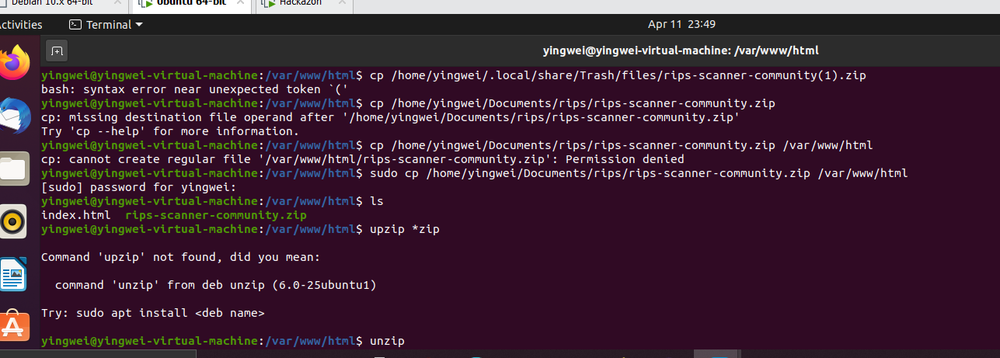 Debian 10.x 64-bit
Ubuntu 64-bit
Hackazon
ctivities
Terminal
Apr 11 23:49
yingwei@yingwei-virtual-machine: /var/www/html
yingwei@yingwei-virtual-machine:/var/www/html$ cp /home/yingwei/.local/share/Trash/files/rips-scanner-community(1).zip
bash: syntax error near unexpected token `('
yingwei@yingwei-virtual-machine:/var/www/html$ cp /home/yingwei/Documents/rips/rips-scanner-community.zip
cp: missing destination file operand after '/home/yingwei/Documents/rips/rips-scanner-community.zip'
Try 'cp --help' for more information.
yingwei@yingwei-virtual-machine:/var/www/html$ cp /home/yingwei/Documents/rips/rips-scanner-community.zip /var/www/html
cp: cannot create regular file '/var/www/html/rips-scanner-community.zip': Permission denied
yingwei@yingwei-virtual-machine:/var/www/html$ sudo cp /home/yingwei/Documents/rips/rips-scanner-community.zip /var/www/html
[sudo] password for yingwei:
yingwei@yingwei-virtual-machine:/var/www/html$ ls
index.html rips-scanner-community.zip
yingwei@yingwei-virtual-machine:/var/www/html$ upzip *zip
Command 'upzip' not found, did you mean:
command 'unzip' from deb unzip (6.0-25ubuntu1)
Try: sudo apt install <deb name>
yingwei@yingwei-virtual-machine:/var/www/html$ unzip